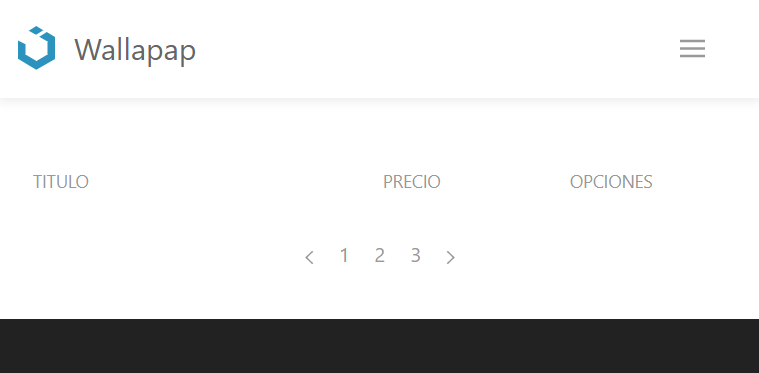 Wallapap
TITULO PRECIO OPCIONES
1 2 3